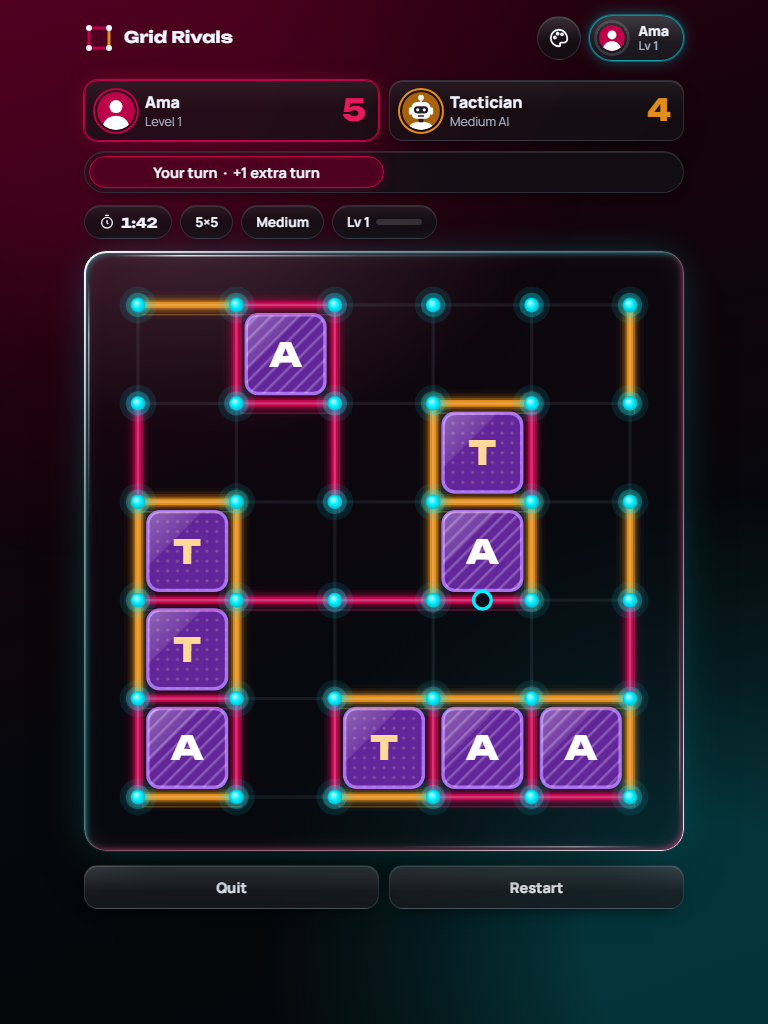 Grid Rivals
Ama
Lv 1
Ama
Level 1
5
Tactician
Medium AI
4
Your turn · +1 extra turn
1:42
5×5
Medium
Lv 1
A
T
T
A
T
A
T
A
A
Quit
Restart